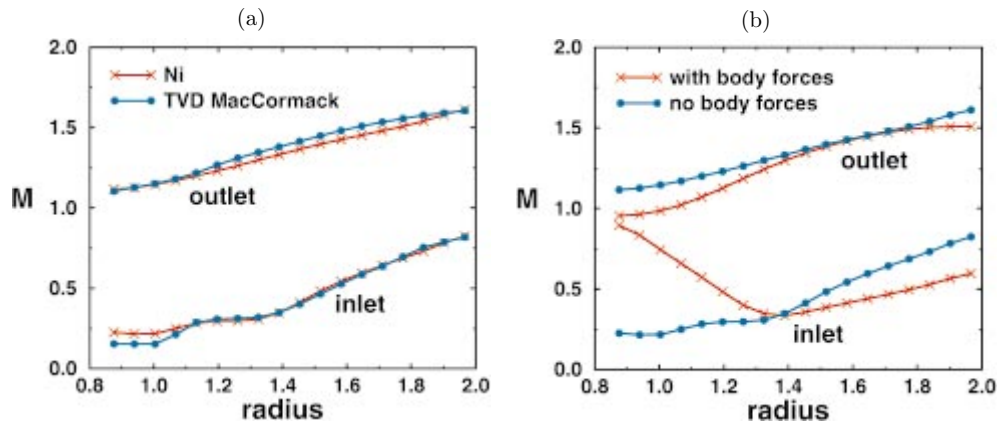 (a)
2.0
1.5
1.0
0.5
0.0
M
Ni
TVD MacCormack
outlet
inlet
0.8 1.0 1.2 1.4 1.6 1.8 2.0
radius
(b)
2.0
1.5
1.0
0.5
0.0
M
with body forces
no body forces
outlet
inlet
0.8 1.0 1.2 1.4 1.6 1.8 2.0
radius